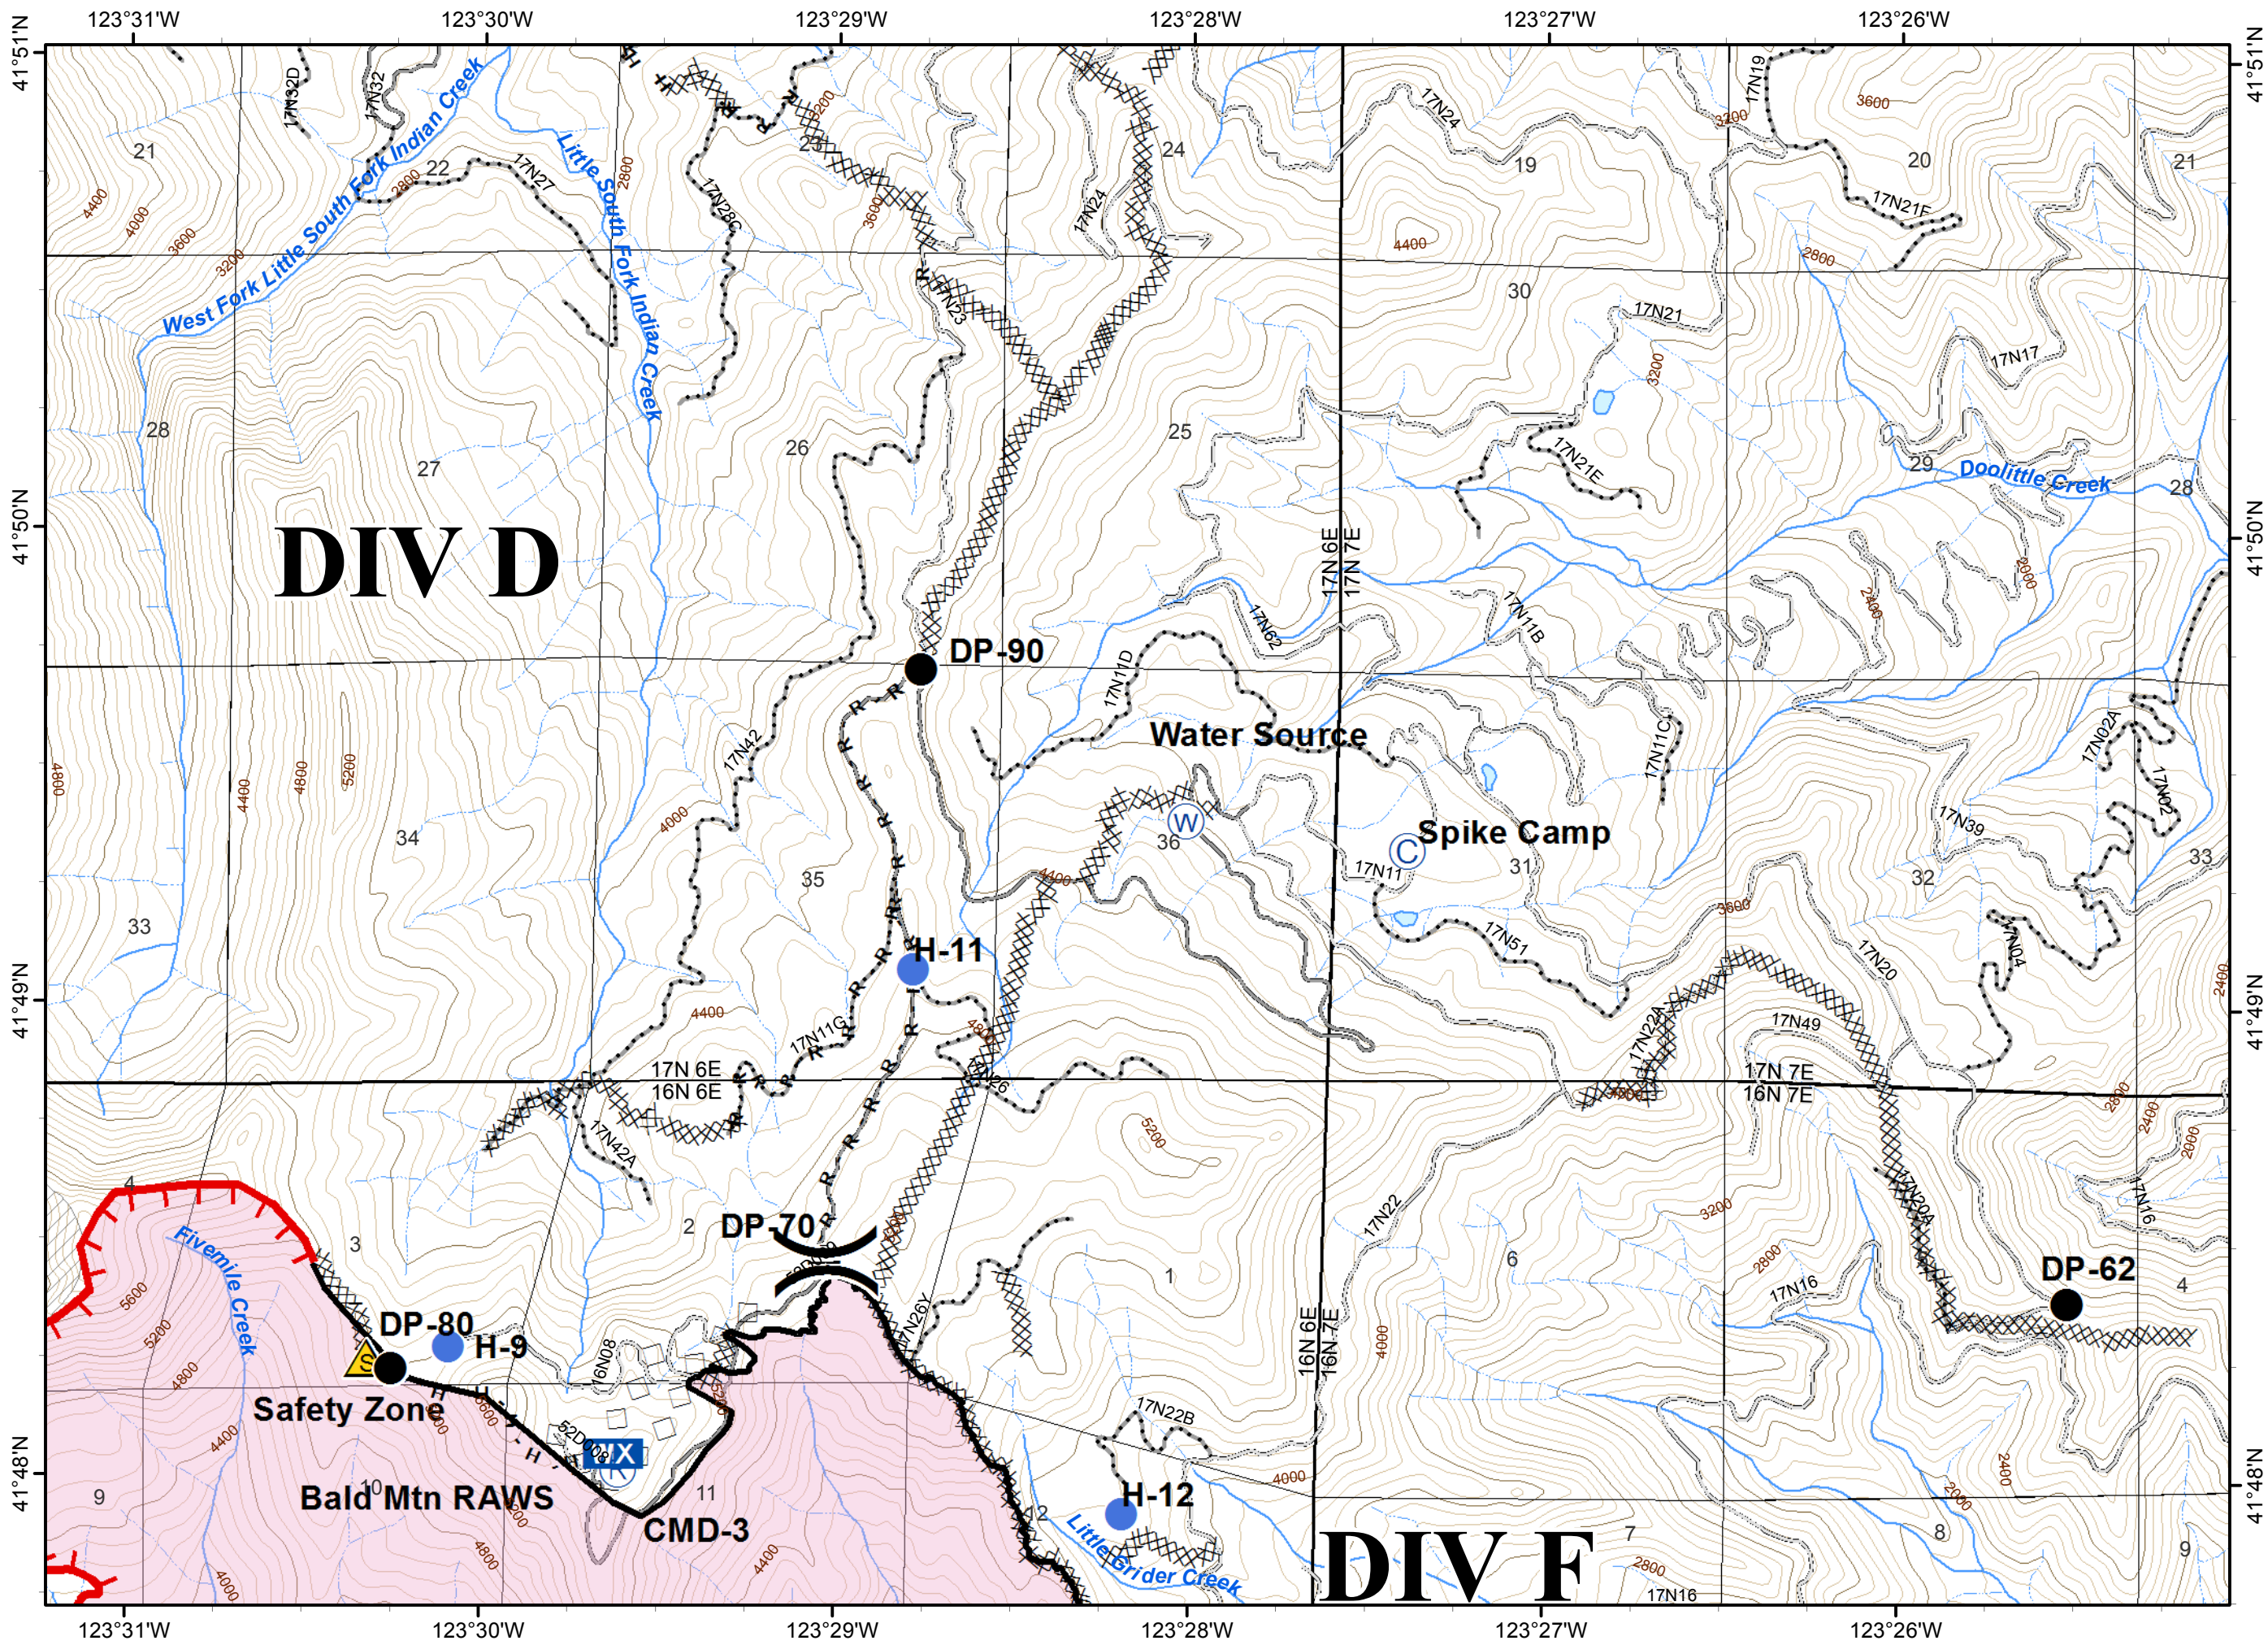 123°31'W
123°30'W
123°29'W
123°28'W
123°27'W
123°26'W
41°51'N
41°51'N
17N32D
17N32
17N19
3200
17N24
3600
3200
21
22
23
24
19
20
21
2800
17N27
2800
West Fork Little South Fork Indian Creek
Little South Fork Indian Creek
17N28C
17N24
17N21F
4400
4000
3600
3200
3600
4400
2800
17N23
30
17N21
17N17
3200
28
27
26
25
29
28
17N21E
Doolittle Creek
41°50'N
41°50'N
DIV D
17N 6E
17N 7E
2000
2400
17N62
17N11B
DP-90
17N11D
17N42
Water Source
17N11C
17N02A
17N02
4800
4400
4800
5200
4000
34
35
W
36
C
Spike Camp
31
17N11
17N39
32
33
33
4400
3600
17N51
17N20
17N04
H-11
2400
41°49'N
41°49'N
4400
17N11G
4800
17N22A
17N49
17N 6E
16N 6E
17N26
17N 7E
16N 7E
2800
2400
2000
17N42A
5200
4
3
2
DP-70
17N20A
17N16
3200
17N22
2800
6
1
4
DP-62
Fivemile Creek
5600
5200
4800
4400
17N26Y
16N 6E
16N 7E
17N16
4000
DP-80
H-9
S
16N08
Safety Zone
5600
5200
52D008
WX
R
17N22B
4000
2400
2000
41°48'N
41°48'N
9
10
Bald Mtn RAWS
5200
11
CMD-3
12
H-12
Little Grider Creek
DIV F
7
8
9
4800
4400
4000
2800
17N16
123°31'W
123°30'W
123°29'W
123°28'W
123°27'W
123°26'W